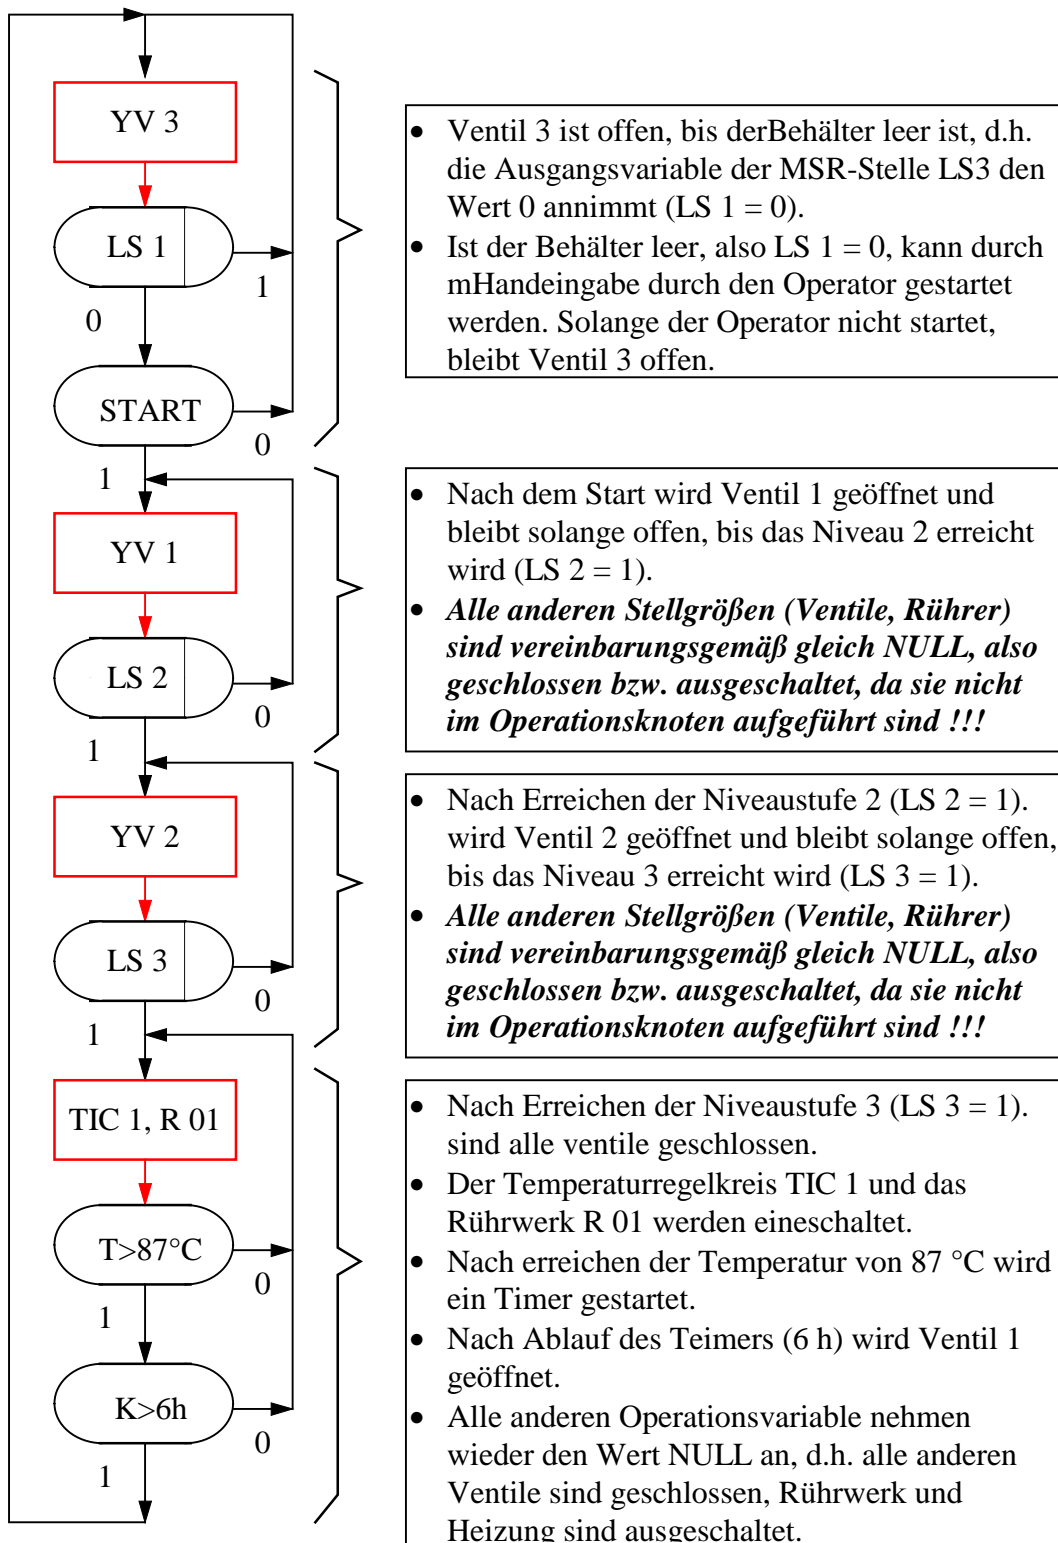 YV 3
LS 1
1
0
START
0
1
YV 1
LS 2
0
1
YV 2
LS 3
0
1
TIC 1, R 01
T>87°C
0
1
K>6h
0
1
• Ventil 3 ist offen, bis derBehälter leer ist, d.h.
die Ausgangsvariable der MSR-Stelle LS3 den
Wert 0 annimmt (LS 1 = 0).
• Ist der Behälter leer, also LS 1 = 0, kann durch
mHandeingabe durch den Operator gestartet
werden. Solange der Operator nicht startet,
bleibt Ventil 3 offen.
• Nach dem Start wird Ventil 1 geöffnet und
bleibt solange offen, bis das Niveau 2 erreicht
wird (LS 2 = 1).
• Alle anderen Stellgrößen (Ventile, Rührer)
sind vereinbarungsgemäß gleich NULL, also
geschlossen bzw. ausgeschaltet, da sie nicht
im Operationsknoten aufgeführt sind !!!
• Nach Erreichen der Niveaustufe 2 (LS 2 = 1).
wird Ventil 2 geöffnet und bleibt solange offen,
bis das Niveau 3 erreicht wird (LS 3 = 1).
• Alle anderen Stellgrößen (Ventile, Rührer)
sind vereinbarungsgemäß gleich NULL, also
geschlossen bzw. ausgeschaltet, da sie nicht
im Operationsknoten aufgeführt sind !!!
• Nach Erreichen der Niveaustufe 3 (LS 3 = 1).
sind alle ventile geschlossen.
• Der Temperaturregelkreis TIC 1 und das
Rührwerk R 01 werden eineschaltet.
• Nach erreichen der Temperatur von 87 °C wird
ein Timer gestartet.
• Nach Ablauf des Teimers (6 h) wird Ventil 1
geöffnet.
• Alle anderen Operationsvariable nehmen
wieder den Wert NULL an, d.h. alle anderen
Ventile sind geschlossen, Rührwerk und
Heizung sind ausgeschaltet.